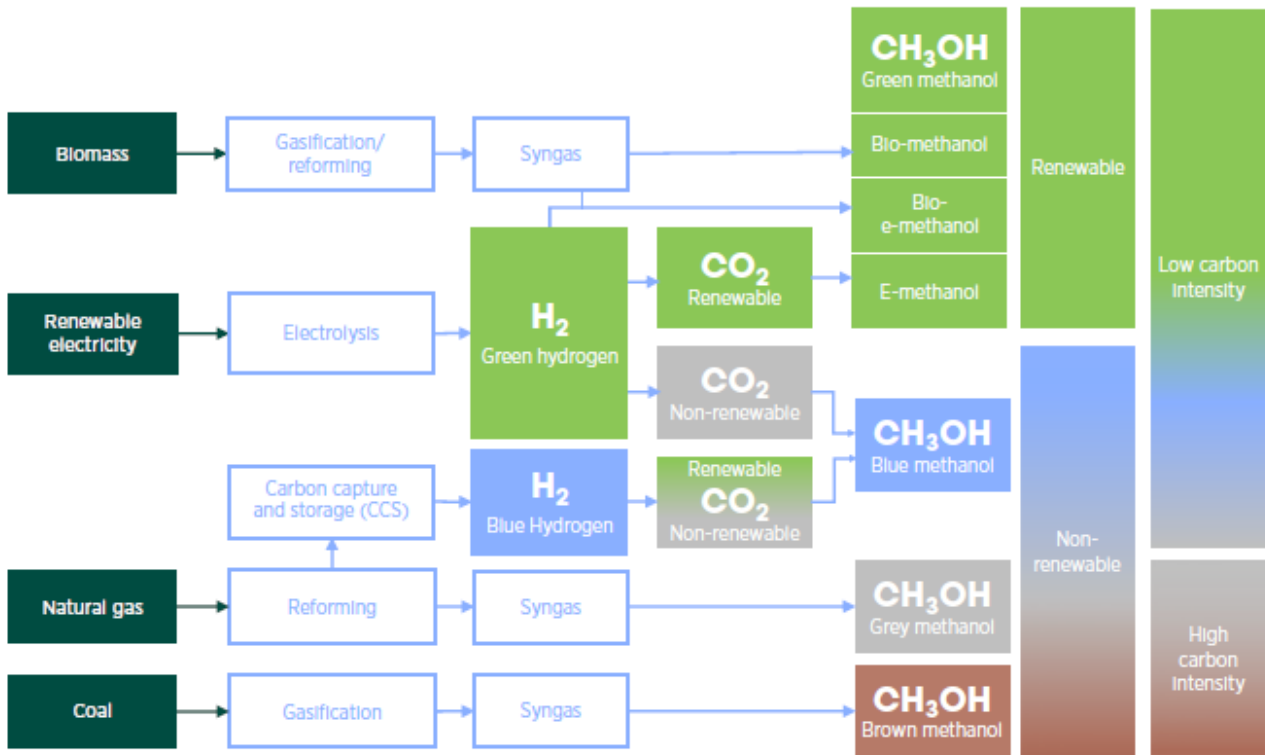 CH₃OH
Green methanol
Biomass
Gasification/
reforming
Syngas
Bio-methanol
Renewable
Bio-
e-methanol
Renewable
electricity
Electrolysis
H₂
Green hydrogen
CO₂
Renewable
E-methanol
Low carbon
intensity
CO₂
Non-renewable
CH₃OH
Blue methanol
Carbon capture
and storage (CCS)
H₂
Blue Hydrogen
Renewable
CO₂
Non-renewable
Non-
renewable
Natural gas
Reforming
Syngas
CH₃OH
Grey methanol
High
carbon
intensity
Coal
Gasification
Syngas
CH₃OH
Brown methanol